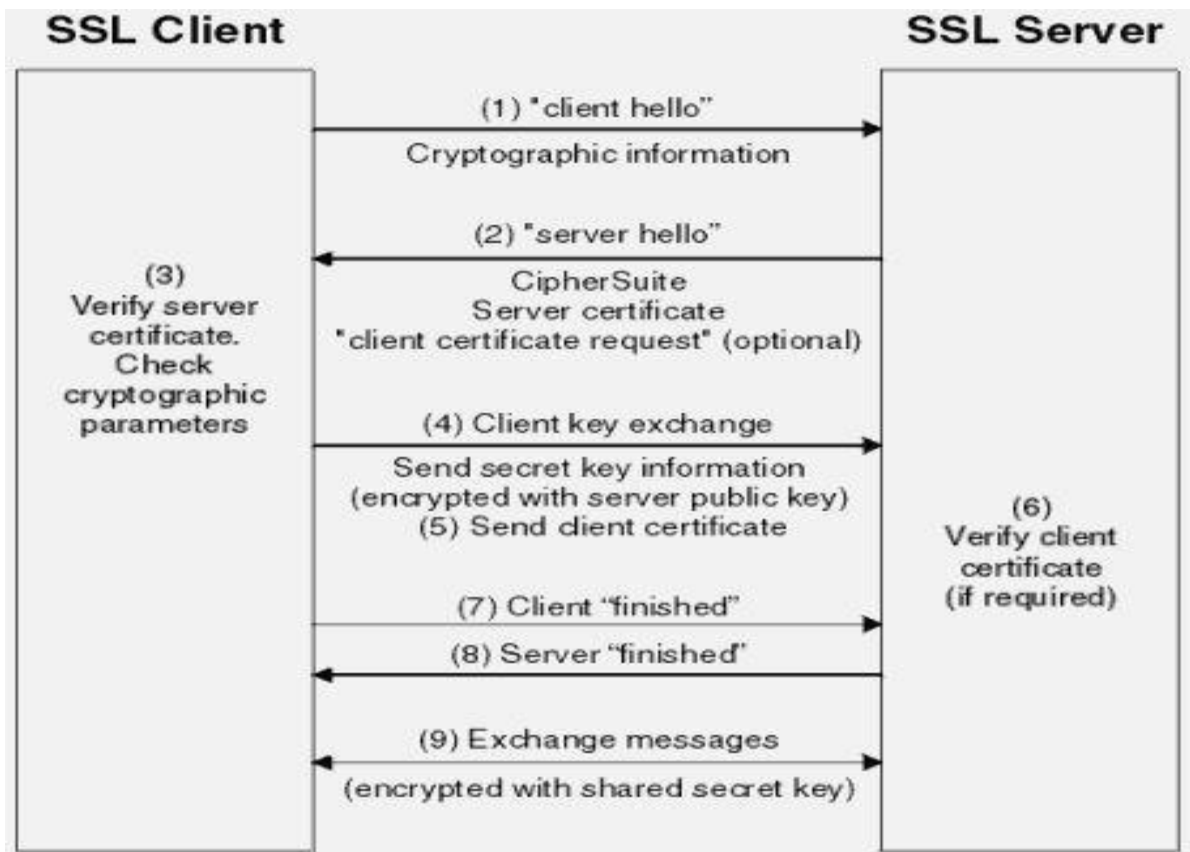 SSL Client
SSL Server
(1) "client hello”
Cryptographic information
(2) "server hello”
CipherSuite
Server certificate
"client certificate request" (optional)
(3)
Verify server
certificate.
Check
cryptographic
parameters
(4) Client key exchange
Send secret key information
(encrypted with server public key)
(5) Send client certificate
(6)
Verify client
certificate
(if required)
(7) Client “finished”
(8) Server “finished”
(9) Exchange messages
(encrypted with shared secret key)